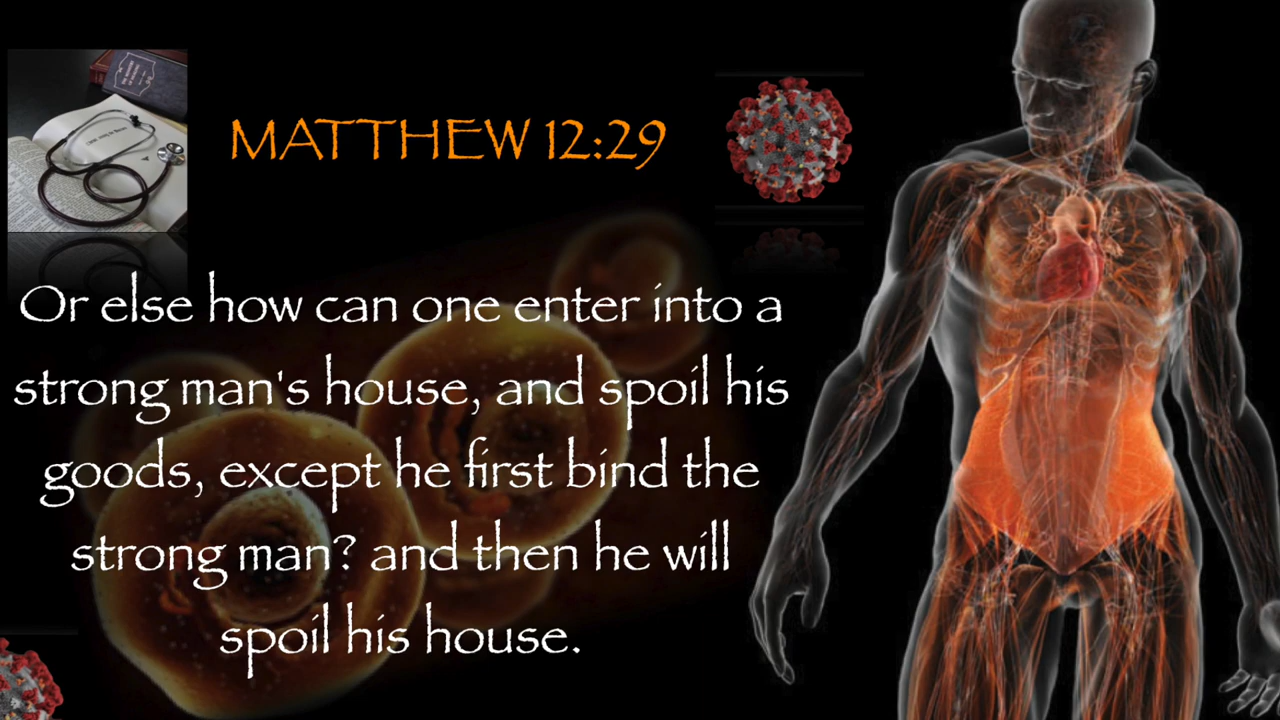 MATTHEW 12:29
Or else how can one enter into a
strong man's house, and spoil his
goods, except he first bind the
strong man? and then he will
spoil his house.